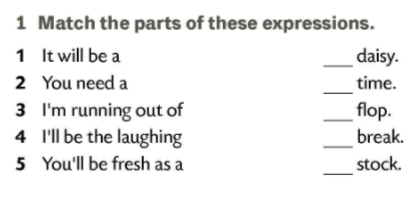 1 Match the parts of these expressions.
1 It will be a ___ daisy.
2 You need a ___ time.
3 I'm running out of ___ flop.
4 I'll be the laughing ___ break.
5 You'll be fresh as a ___ stock.